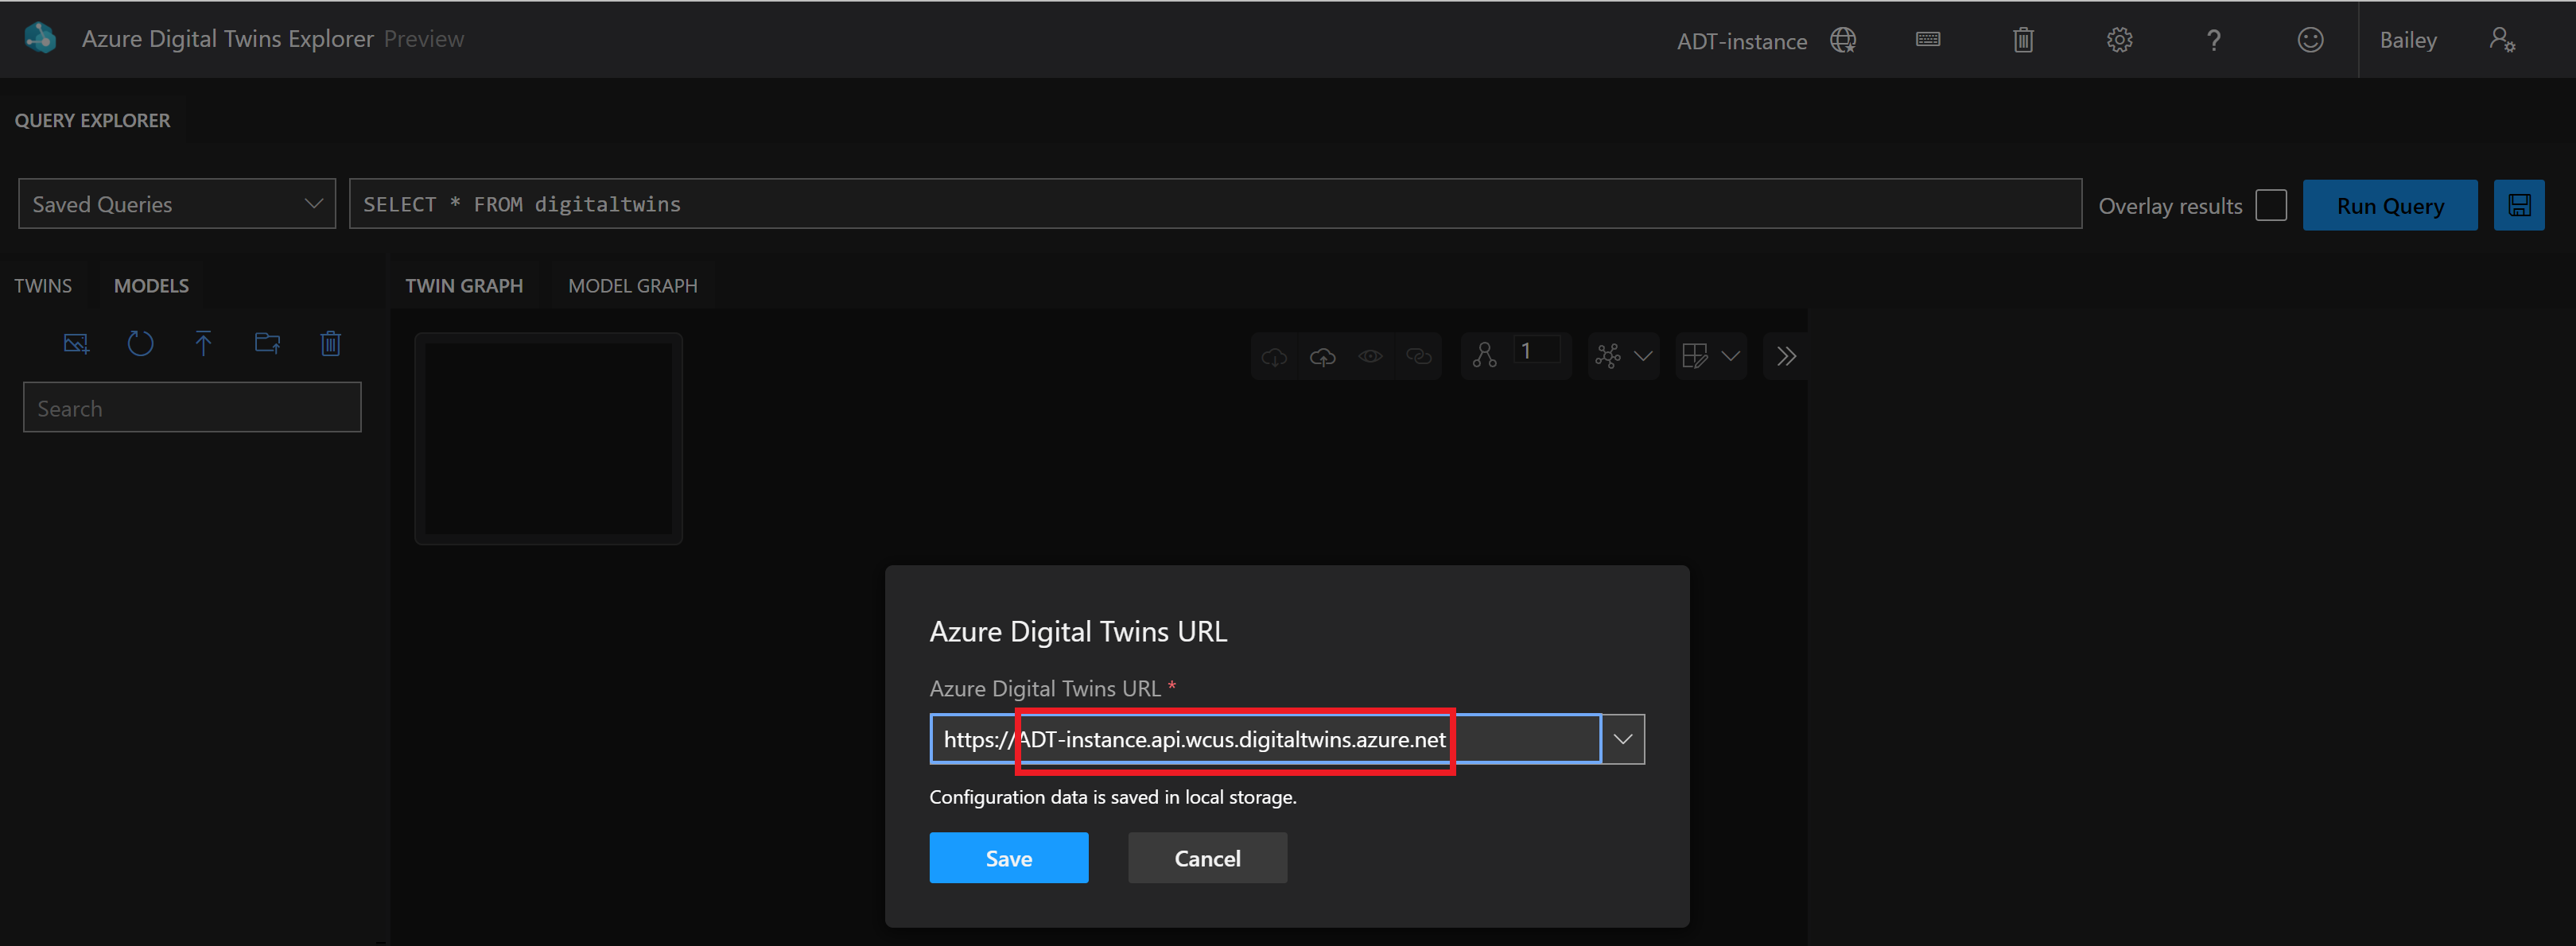 Azure Digital Twins Explorer Preview
ADT-instance
?
Bailey
QUERY EXPLORER
Saved Queries
SELECT * FROM digitaltwins
Overlay results
Run Query
TWINS
MODELS
TWIN GRAPH
MODEL GRAPH
1
Search
Azure Digital Twins URL
Azure Digital Twins URL *
https://ADT-instance.api.wcus.digitaltwins.azure.net
Configuration data is saved in local storage.
Save
Cancel